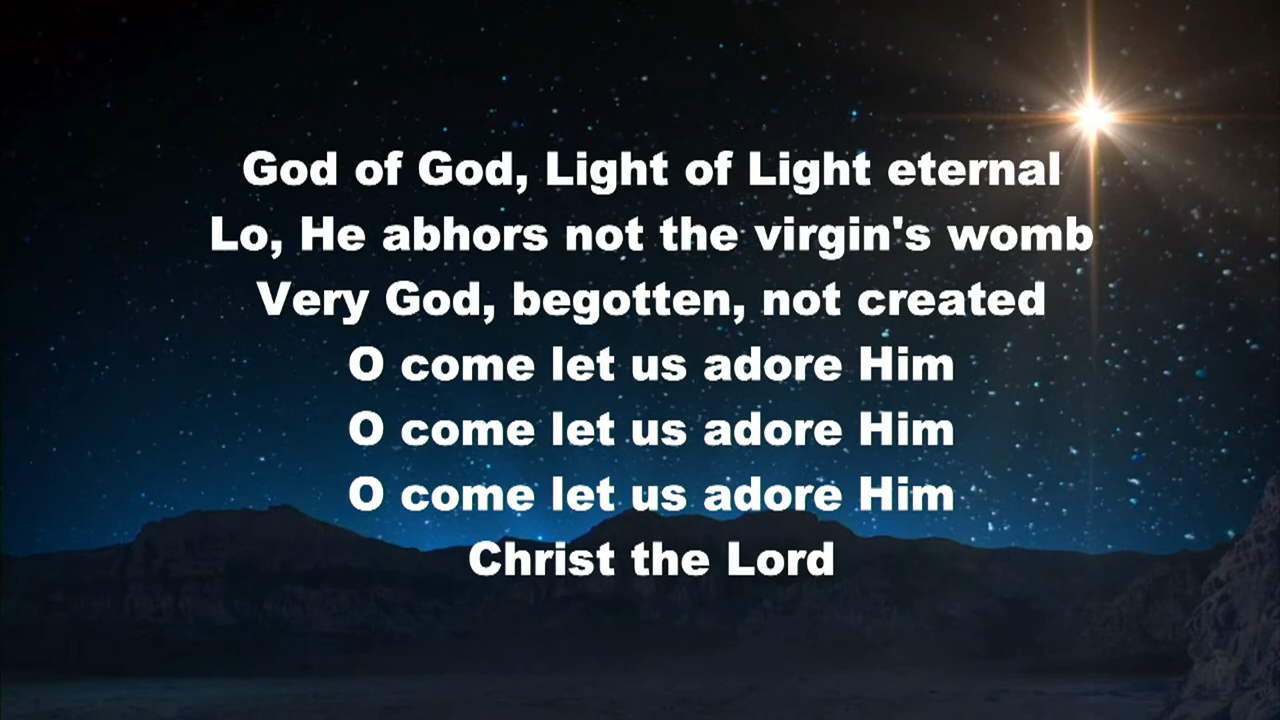 God of God, Light of Light eternal
Lo, He abhors not the virgin's womb
Very God, begotten, not created
O come let us adore Him
O come let us adore Him
O come let us adore Him
Christ the Lord